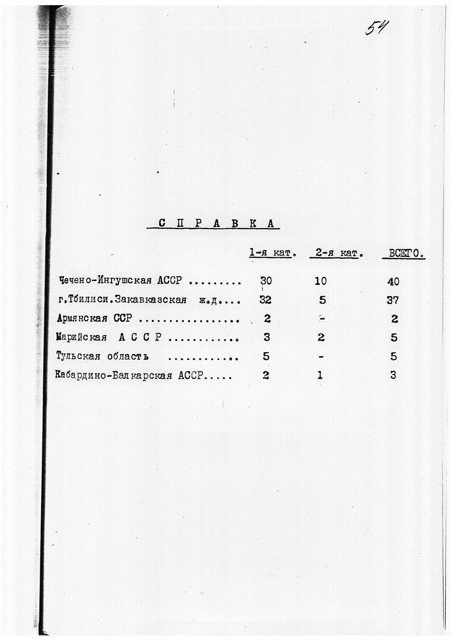 54
С П Р А В К А
1-я кат. 2-я кат. ВСЕГО.
Чечено-Ингушская АССР ......... 30 10 40
г.Тбилиси.Закавказская ж.д.... 32 5 37
Армянская ССР ................. 2 - 2
Марийская А С С Р ............ 3 2 5
Тульская область ............ 5 - 5
Кабардино-Балкарская АССР..... 2 1 3